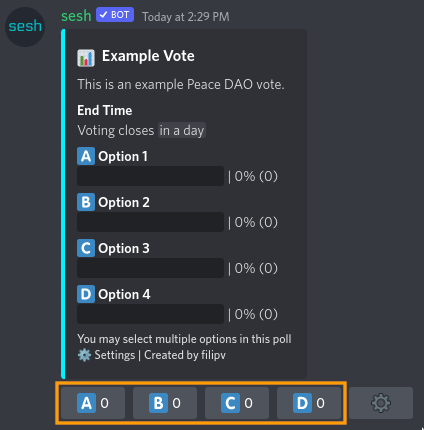 sesh
sesh ✓ BOT Today at 2:29 PM
Example Vote
This is an example Peace DAO vote.
End Time
Voting closes in a day
A Option 1
| 0% (0)
B Option 2
| 0% (0)
C Option 3
| 0% (0)
D Option 4
| 0% (0)
You may select multiple options in this poll
Settings | Created by filipv
A 0 B 0 C 0 D 0